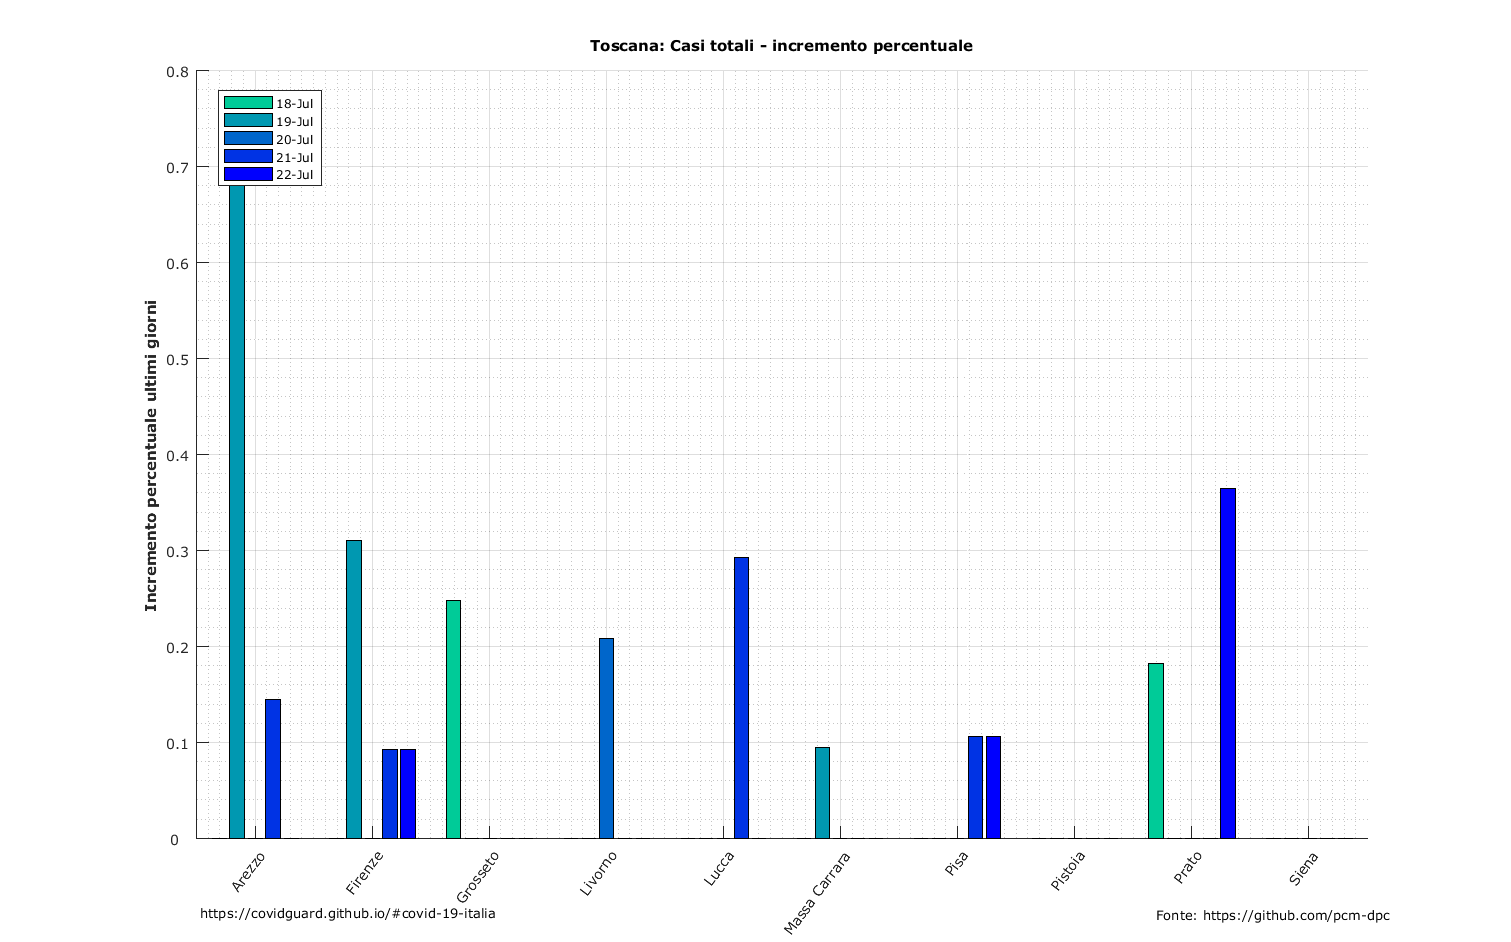 Toscana: Casi totali - incremento percentuale
0.8
0.7
0.6
0.5
0.4
0.3
0.2
0.1
0
Incremento percentuale ultimi giorni
18-Jul
19-Jul
20-Jul
21-Jul
22-Jul
Arezzo
Firenze
Grosseto
Livorno
Lucca
Massa Carrara
Pisa
Pistoia
Prato
Siena
https://covidguard.github.io/#covid-19-italia
Fonte: https://github.com/pcm-dpc